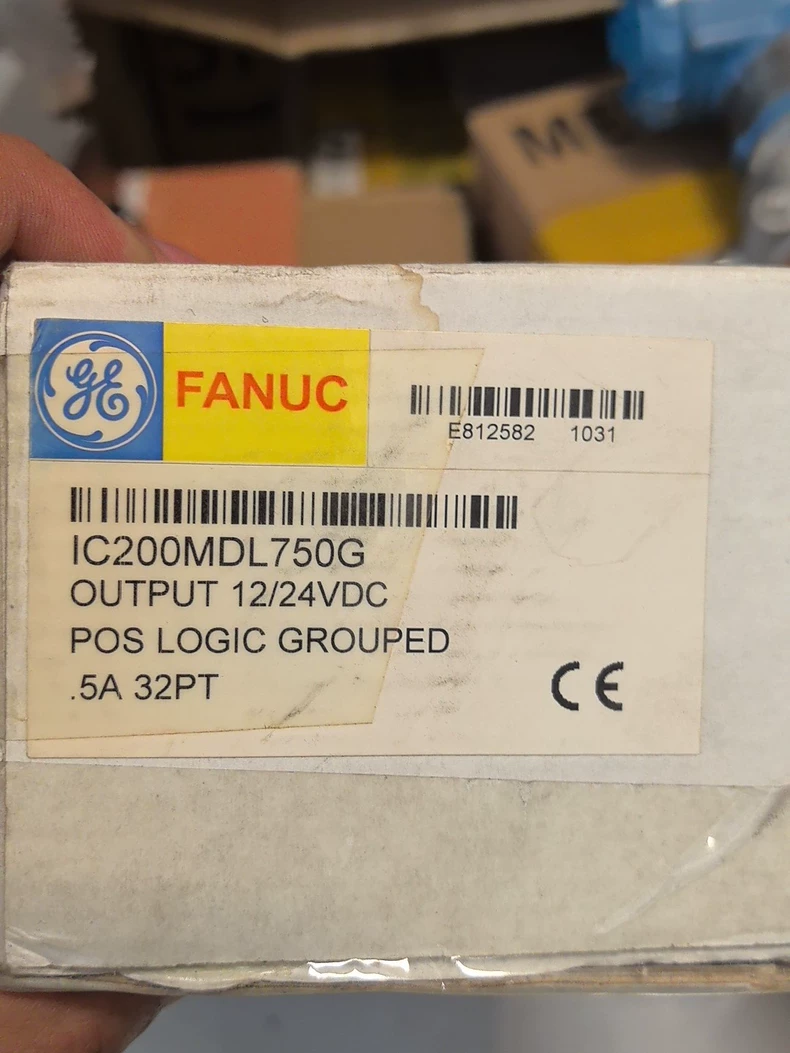 GE
FANUC
E812582 1031
IC200MDL750G
OUTPUT 12/24VDC
POS LOGIC GROUPED
.5A 32PT
CE